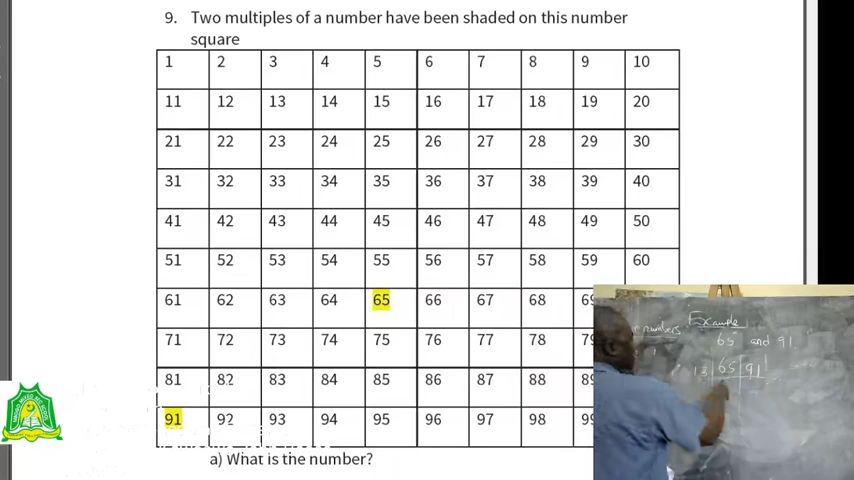 9. Two multiples of a number have been shaded on this number
square
1 2 3 4 5 6 7 8 9 10
11 12 13 14 15 16 17 18 19 20
21 22 23 24 25 26 27 28 29 30
31 32 33 34 35 36 37 38 39 40
41 42 43 44 45 46 47 48 49 50
51 52 53 54 55 56 57 58 59 60
61 62 63 64 65 66 67 68
71 72 73 74 75 76 77 78
81 82 83 84 85 86 87 88
91 92 93 94 95 96 97 98
a) What is the number?
numbers Example
65 and 91
13 65 91